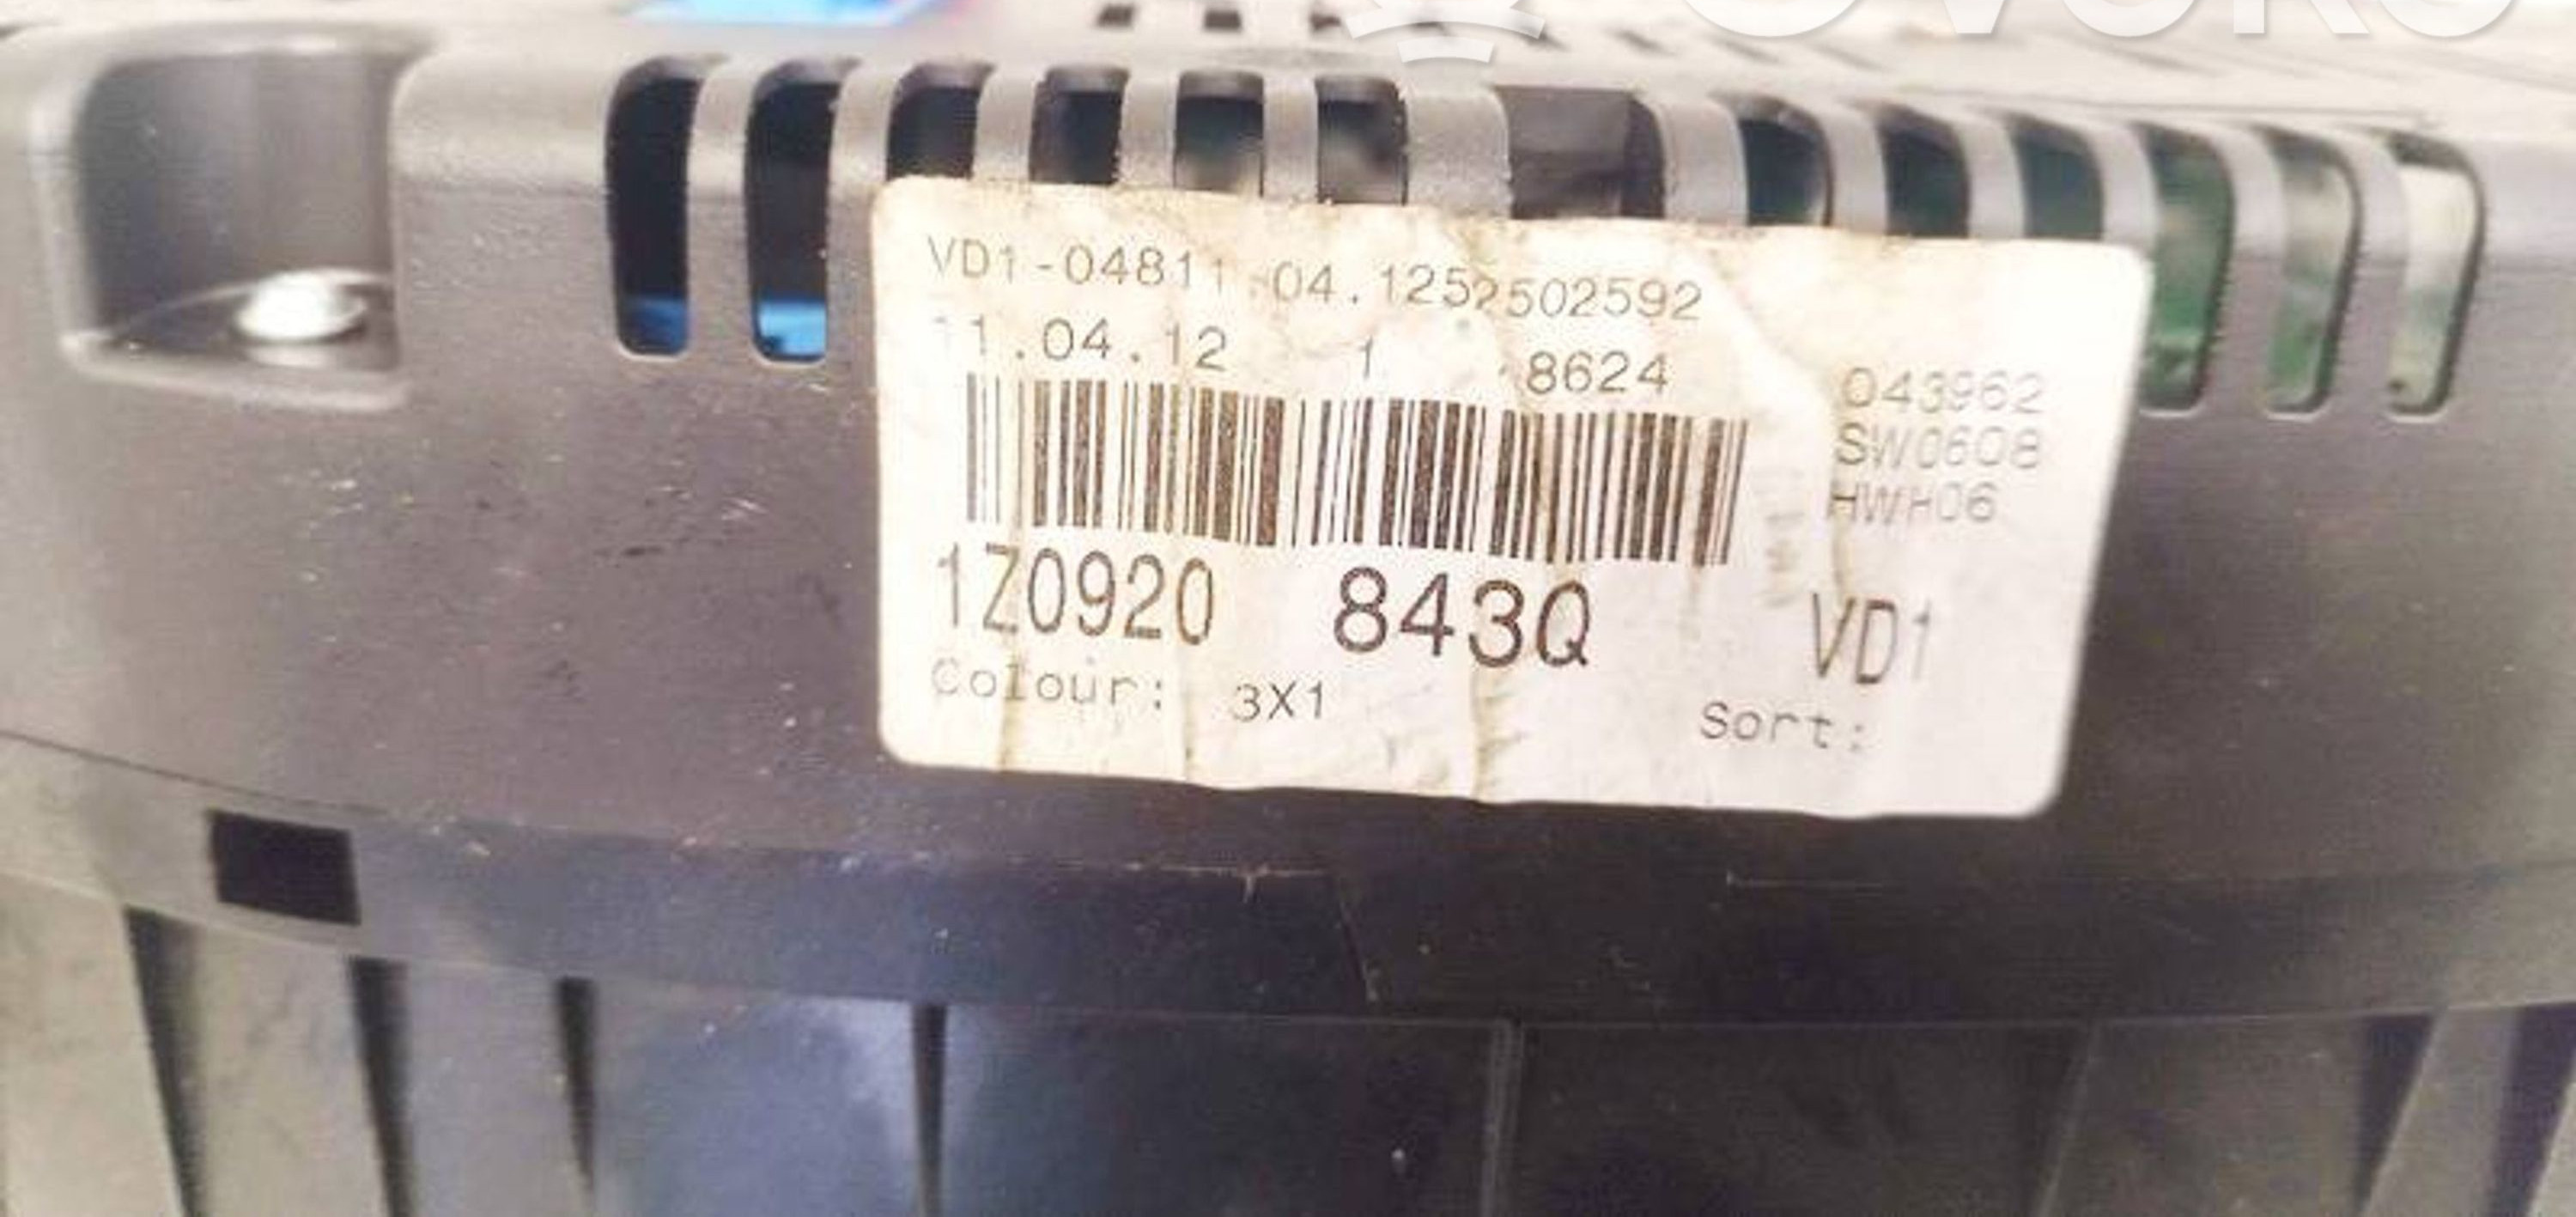 VD1-04811.04.1252502592
11.04.12 1 8624
043962
SW0608
HWH06
1Z0920 843Q VD1
Colour: 3X1
Sort: